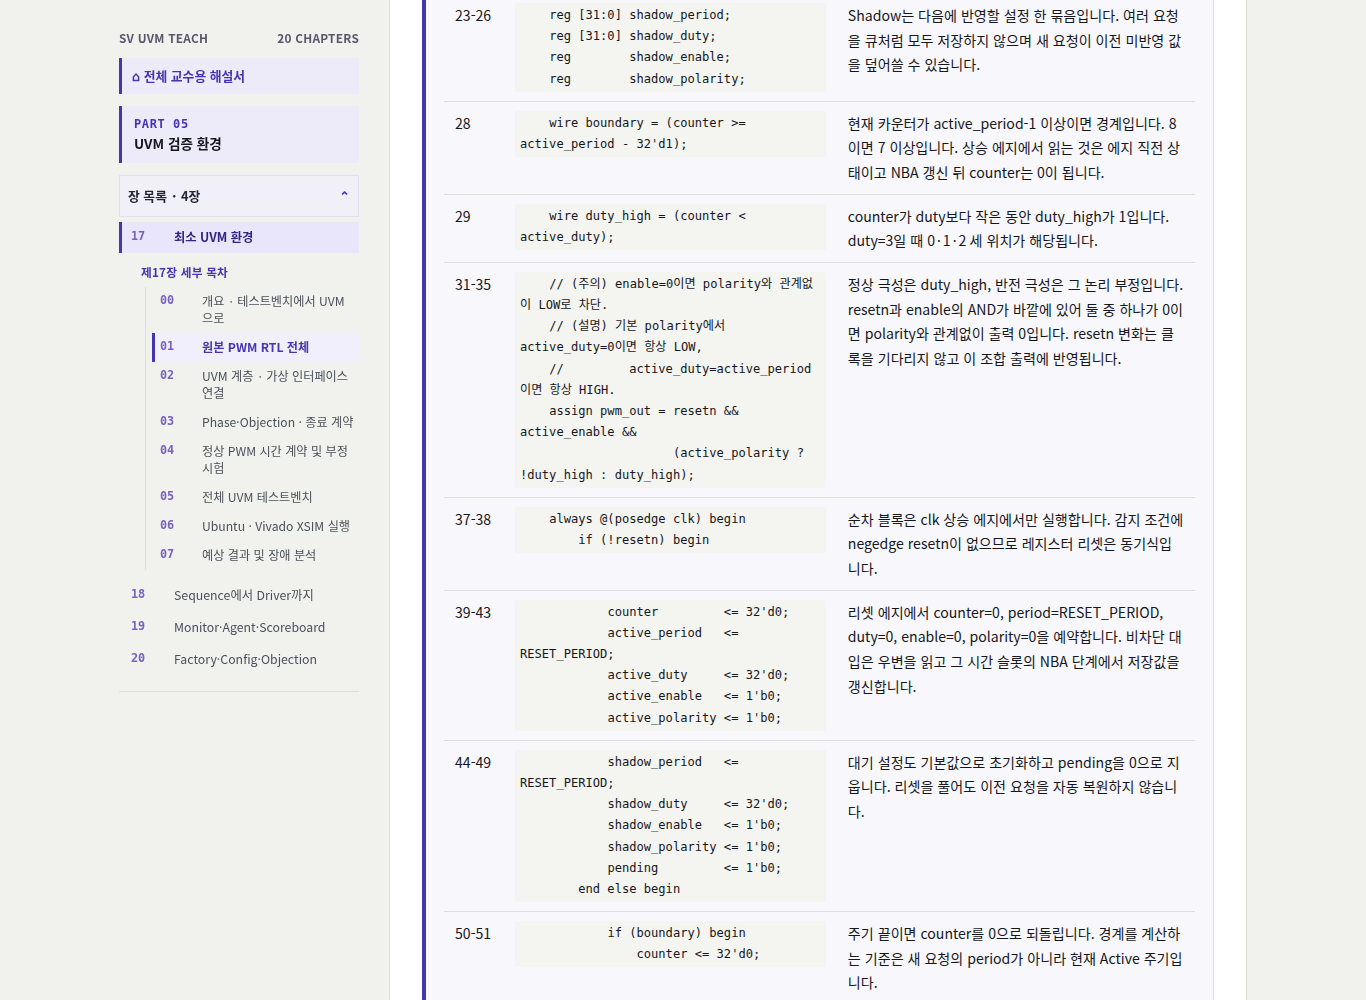 SV UVM TEACH
20 CHAPTERS
⌂ 전체 교수용 해설서
PART 05
UVM 검증 환경
장 목록 · 4장
17 최소 UVM 환경
제17장 세부 목차
00 개요 · 테스트벤치에서 UVM
으로
01 원본 PWM RTL 전체
02 UVM 계층 · 가상 인터페이스
연결
03 Phase·Objection · 종료 계약
04 정상 PWM 시간 계약 및 부정
시험
05 전체 UVM 테스트벤치
06 Ubuntu · Vivado XSIM 실행
07 예상 결과 및 장애 분석
18 Sequence에서 Driver까지
19 Monitor·Agent·Scoreboard
20 Factory·Config·Objection
23-26
    reg [31:0] shadow_period;
    reg [31:0] shadow_duty;
    reg        shadow_enable;
    reg        shadow_polarity;
Shadow는 다음에 반영할 설정 한 묶음입니다. 여러 요청
을 큐처럼 모두 저장하지 않으며 새 요청이 이전 미반영 값
을 덮어쓸 수 있습니다.
28
    wire boundary = (counter >=
active_period - 32'd1);
현재 카운터가 active_period-1 이상이면 경계입니다. 8
이면 7 이상입니다. 상승 에지에서 읽는 것은 에지 직전 상
태이고 NBA 갱신 뒤 counter는 0이 됩니다.
29
    wire duty_high = (counter <
active_duty);
counter가 duty보다 작은 동안 duty_high가 1입니다.
duty=3일 때 0·1·2 세 위치가 해당됩니다.
31-35
    // (주의) enable=0이면 polarity와 관계없
이 LOW로 차단.
    // (설명) 기본 polarity에서
active_duty=0이면 항상 LOW,
    //         active_duty=active_period
이면 항상 HIGH.
    assign pwm_out = resetn &&
active_enable &&
                     (active_polarity ?
!duty_high : duty_high);
정상 극성은 duty_high, 반전 극성은 그 논리 부정입니다.
resetn과 enable의 AND가 바깥에 있어 둘 중 하나가 0이
면 polarity와 관계없이 출력 0입니다. resetn 변화는 클
록을 기다리지 않고 이 조합 출력에 반영됩니다.
37-38
    always @(posedge clk) begin
        if (!resetn) begin
순차 블록은 clk 상승 에지에서만 실행합니다. 감지 조건에
negedge resetn이 없으므로 레지스터 리셋은 동기식입
니다.
39-43
            counter         <= 32'd0;
            active_period   <=
RESET_PERIOD;
            active_duty     <= 32'd0;
            active_enable   <= 1'b0;
            active_polarity <= 1'b0;
리셋 에지에서 counter=0, period=RESET_PERIOD,
duty=0, enable=0, polarity=0을 예약합니다. 비차단 대
입은 우변을 읽고 그 시간 슬롯의 NBA 단계에서 저장값을
갱신합니다.
44-49
            shadow_period   <=
RESET_PERIOD;
            shadow_duty     <= 32'd0;
            shadow_enable   <= 1'b0;
            shadow_polarity <= 1'b0;
            pending         <= 1'b0;
        end else begin
대기 설정도 기본값으로 초기화하고 pending을 0으로 지
웁니다. 리셋을 풀어도 이전 요청을 자동 복원하지 않습니
다.
50-51
            if (boundary) begin
                counter <= 32'd0;
주기 끝이면 counter를 0으로 되돌립니다. 경계를 계산하
는 기준은 새 요청의 period가 아니라 현재 Active 주기입
니다.